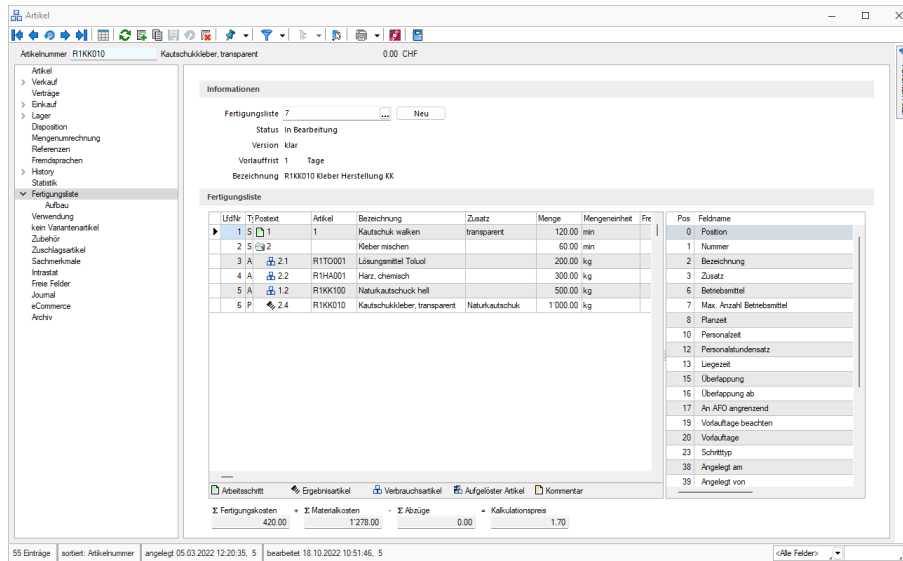 Artikel
Artikelnummer R1KK010 Kautschukkleber, transparent 0.00 CHF
Artikel
Verkauf
Verträge
Einkauf
Lager
Disposition
Mengenumrechnung
Referenzen
Fremdsprachen
History
Statistik
Fertigungsliste
Aufbau
Verwendung
kein Variantenartikel
Zubehör
Zuschlagsartikel
Sachmerkmale
Intrastat
Freie Felder
Journal
eCommerce
Archiv
Informationen
Fertigungsliste 7 ... Neu
Status In Bearbeitung
Version klar
Vorlauffrist 1 Tage
Bezeichnung R1KK010 Kleber Herstellung KK
Fertigungsliste
LfdNr Ty Postext Artikel Bezeichnung Zusatz Menge Mengeneinheit Fre
1 S 1 1 Kautschuk walken transparent 120.00 min
2 S 2 Kleber mischen 60.00 min
3 A 2.1 R1TO001 Lösungsmittel Toluol 200.00 kg
4 A 2.2 R1HA001 Harz, chemisch 300.00 kg
5 A 1.2 R1KK100 Naturkautschuck hell 500.00 kg
6 P 2.4 R1KK010 Kautschukkleber, transparent Naturkautschuk 1'000.00 kg
Arbeitsschritt Ergebnisartikel Verbrauchsartikel Aufgelöster Artikel Kommentar
Σ Fertigungskosten + Σ Materialkosten - Σ Abzüge = Kalkulationspreis
420.00 1'278.00 0.00 1.70
Pos Feldname
0 Position
1 Nummer
2 Bezeichnung
3 Zusatz
6 Betriebsmittel
7 Max. Anzahl Betriebsmittel
8 Planzeit
10 Personalzeit
12 Personalstundensatz
13 Liegezeit
15 Überlappung
16 Überlappung ab
17 An AFO angrenzend
19 Vorlauftage beachten
20 Vorlauftage
23 Schritttyp
38 Angelegt am
39 Angelegt von
55 Einträge sortiert: Artikelnummer angelegt 05.03.2022 12:20:35, 5 bearbeitet 18.10.2022 10:51:46, 5 <Alle Felder>